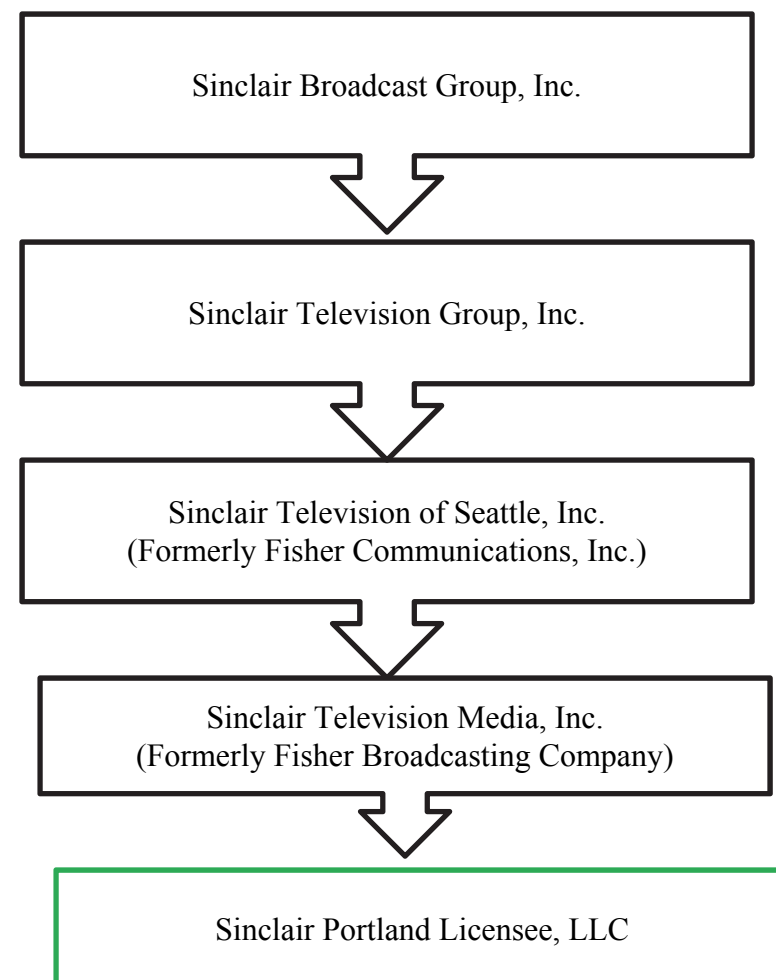 Sinclair Broadcast Group, Inc.
Sinclair Television Group, Inc.
Sinclair Television of Seattle, Inc.
(Formerly Fisher Communications, Inc.)
Sinclair Television Media, Inc.
(Formerly Fisher Broadcasting Company)
Sinclair Portland Licensee, LLC